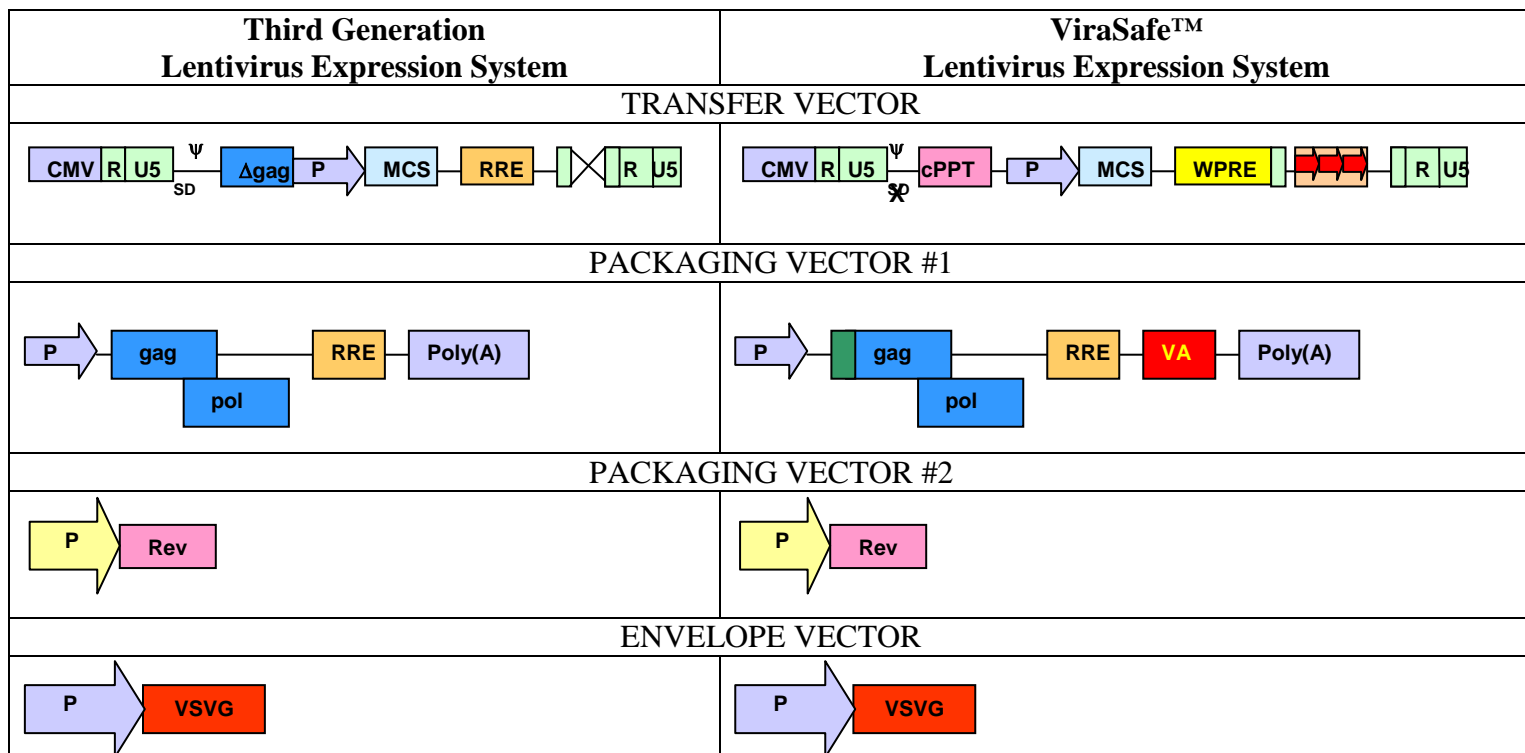 Third Generation
Lentivirus Expression System
ViraSafe™
Lentivirus Expression System
TRANSFER VECTOR
CMV R U5 ψ SD Δgag P MCS RRE R U5
CMV R U5 ψ SD X cPPT P MCS WPRE R U5
PACKAGING VECTOR #1
P gag RRE Poly(A)
pol
P gag RRE VA Poly(A)
pol
PACKAGING VECTOR #2
P Rev
P Rev
ENVELOPE VECTOR
P VSVG
P VSVG